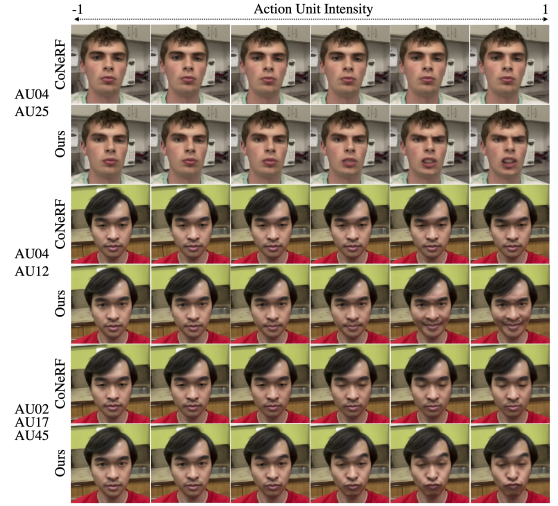 -1 Action Unit Intensity 1
CoNeRF
AU04
AU25
Ours
CoNeRF
AU04
AU12
Ours
CoNeRF
AU02
AU17
AU45
Ours